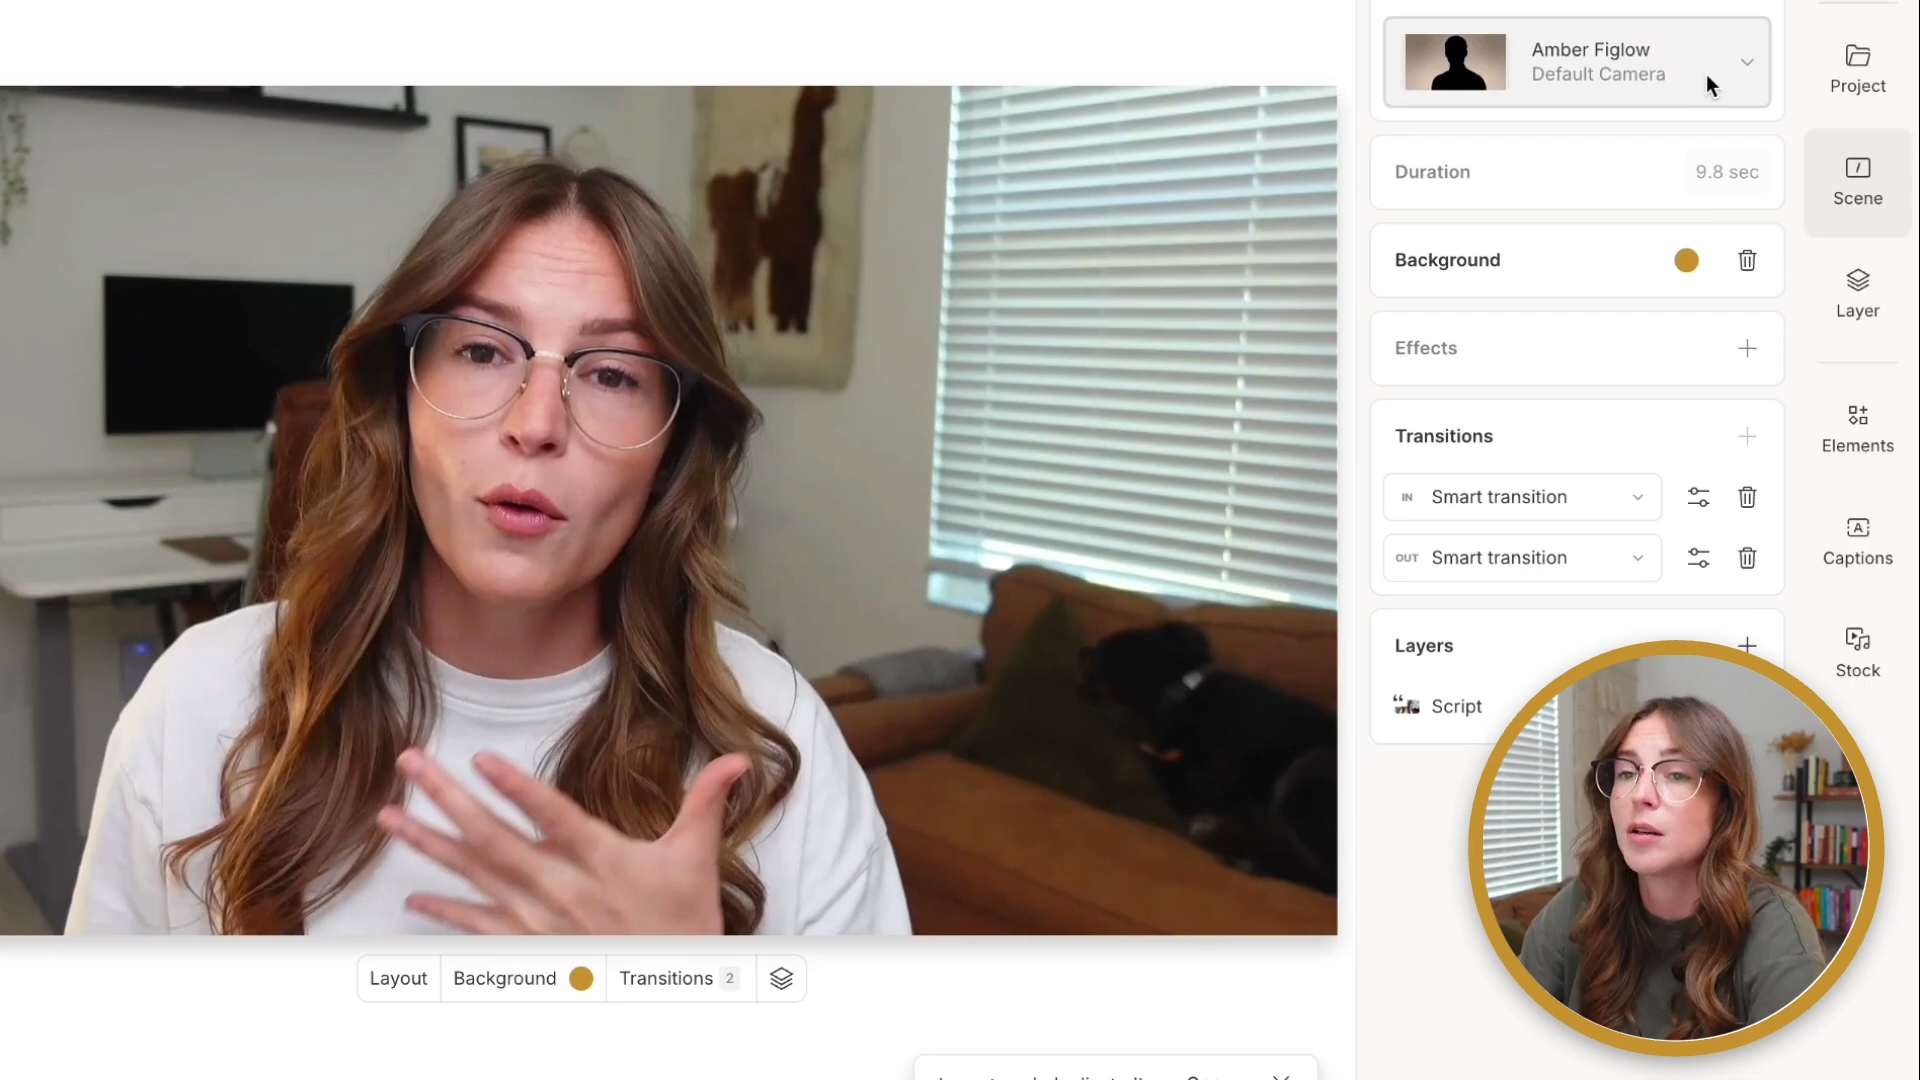 Amber Figlow
Default Camera
Project
Duration
9.8 sec
Scene
Background
Layer
Effects
Transitions
Elements
IN Smart transition
OUT Smart transition
Captions
Layers
Stock
Script
Layout
Background
Transitions 2